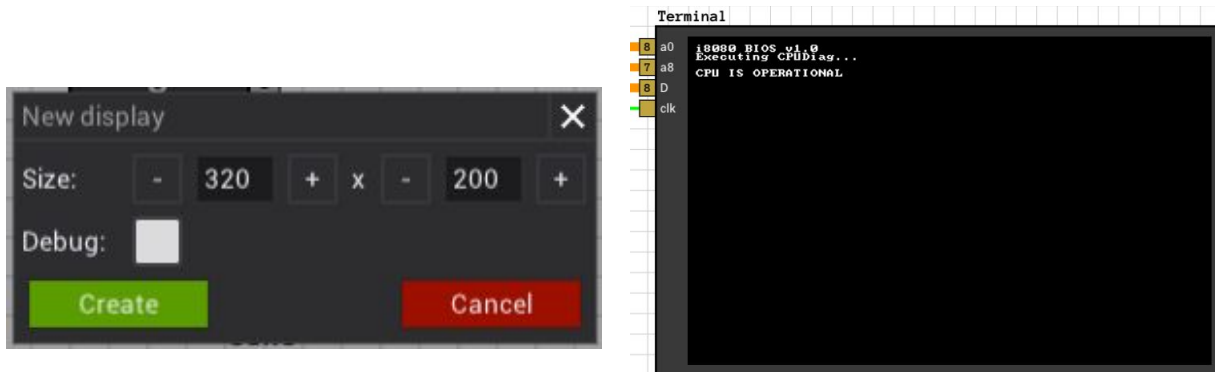 New display
Size: - 320 + x - 200 +
Debug:
Create Cancel
Terminal
8 a0
7 a8
8 D
clk
i8080 BIOS v1.0
Executing CPUDiag...
CPU IS OPERATIONAL